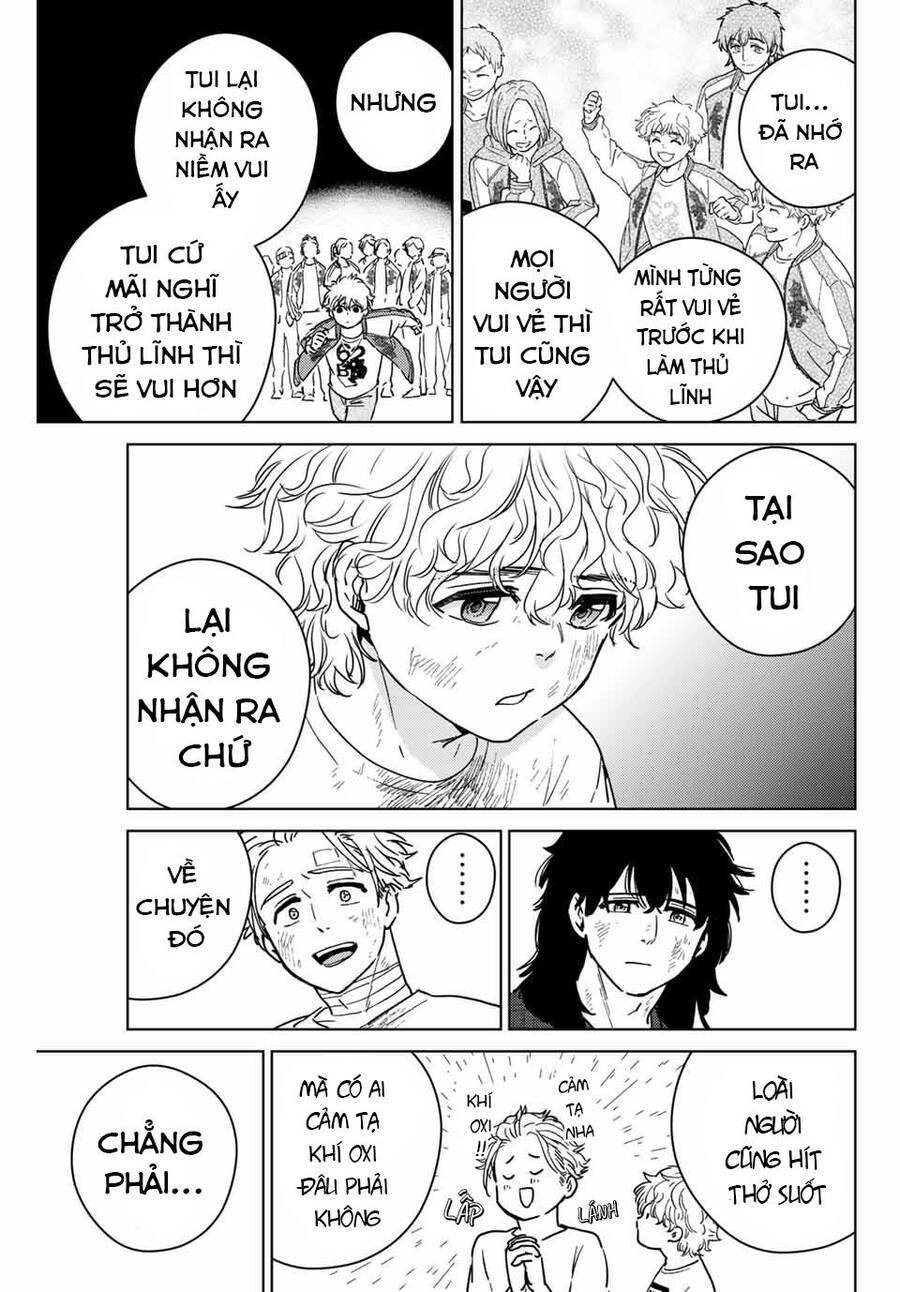 TUI...
ĐÃ NHỚ
RA
MÌNH TỪNG
RẤT VUI VẺ
TRƯỚC KHI
LÀM THỦ
LĨNH
MỌI
NGƯỜI
VUI VẺ THÌ
TUI CŨNG
VẬY
NHƯNG
TUI LẠI
KHÔNG
NHẬN RA
NIỀM VUI
ẤY
TUI CỨ
MÃI NGHĨ
TRỞ THÀNH
THỦ LĨNH THÌ
SẼ VUI HƠN
TẠI
SAO
TUI
LẠI
KHÔNG
NHẬN RA
CHỨ
......
......
VỀ
CHUYỆN
ĐÓ
LOÀI
NGƯỜI
CŨNG HÍT
THỞ SUỐT
CẢM
TẠ
NHA
KHÍ
OXI
!!
LẤP
LÁNH
MÀ CÓ AI
CẢM TẠ
KHÍ OXI
ĐÂU PHẢI
KHÔNG
CHẲNG
PHẢI...